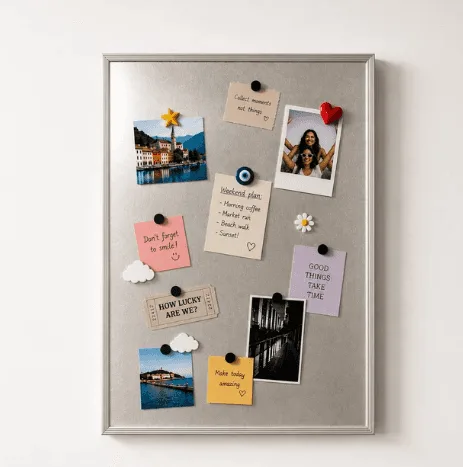 Collect moments
not things
Weekend plan:
- Morning coffee
- Market run
- Beach walk
- Sunset!
Don't forget
to smile!
GOOD
THINGS
TAKE
TIME
HOW LUCKY
ARE WE?
Make today
amazing